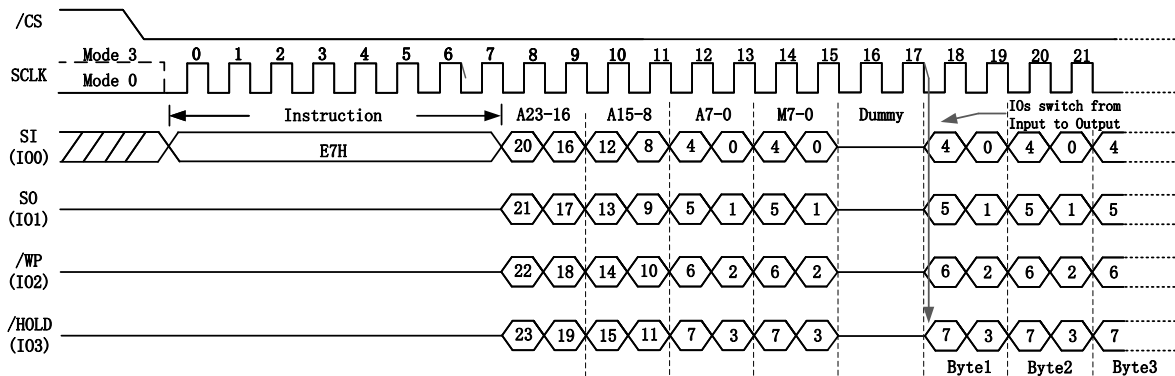 /CS
Mode 3 0 1 2 3 4 5 6 7 8 9 10 11 12 13 14 15 16 17 18 19 20 21
SCLK
Mode 0
Instruction A23-16 A15-8 A7-0 M7-0 Dummy
IOs switch from
Input to Output
SI
(IO0)
E7H 20 16 12 8 4 0 4 0 4 0 4 0 4
SO
(IO1)
21 17 13 9 5 1 5 1 5 1 5 1 5
/WP
(IO2)
22 18 14 10 6 2 6 2 6 2 6 2 6
/HOLD
(IO3)
23 19 15 11 7 3 7 3 7 3 7 3 7
Byte1 Byte2 Byte3